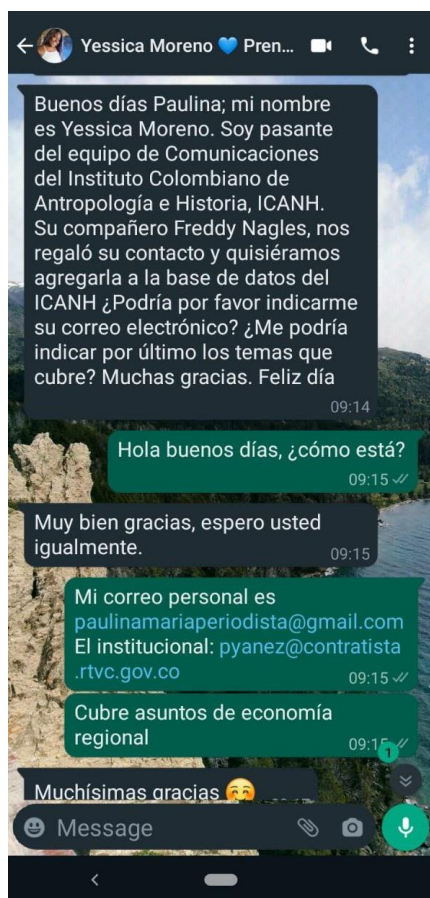 Yessica Moreno 💙 Pren...
Buenos días Paulina; mi nombre
es Yessica Moreno. Soy pasante
del equipo de Comunicaciones
del Instituto Colombiano de
Antropología e Historia, ICANH.
Su compañero Freddy Nagles, nos
regaló su contacto y quisiéramos
agregarla a la base de datos del
ICANH ¿Podría por favor indicarme
su correo electrónico? ¿Me podría
indicar por último los temas que
cubre? Muchas gracias. Feliz día
09:14
Hola buenos días, ¿cómo está?
09:15
Muy bien gracias, espero usted
igualmente.
09:15
Mi correo personal es
paulinamariaperiodista@gmail.com
El institucional: pyanez@contratista
.rtvc.gov.co
09:15
Cubre asuntos de economía
regional
09:15
1
Muchísimas gracias 🤗
Message